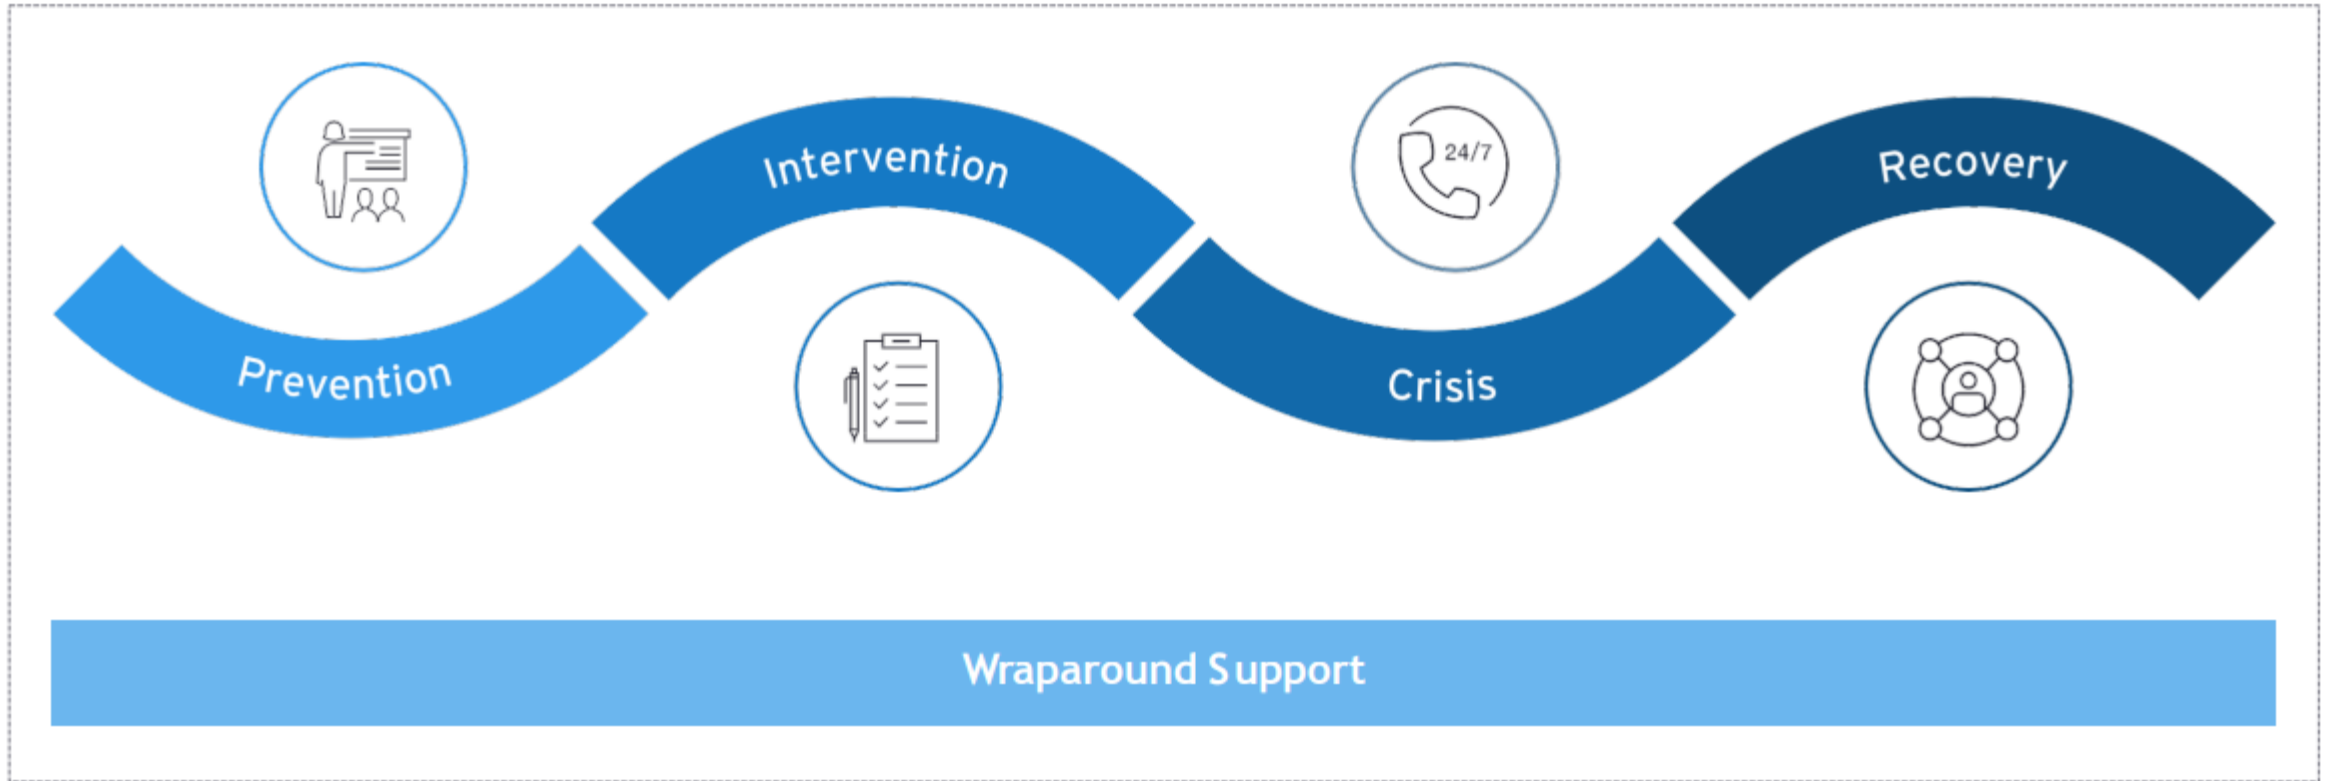 Prevention
Intervention
24/7
Crisis
Recovery
Wraparound Support